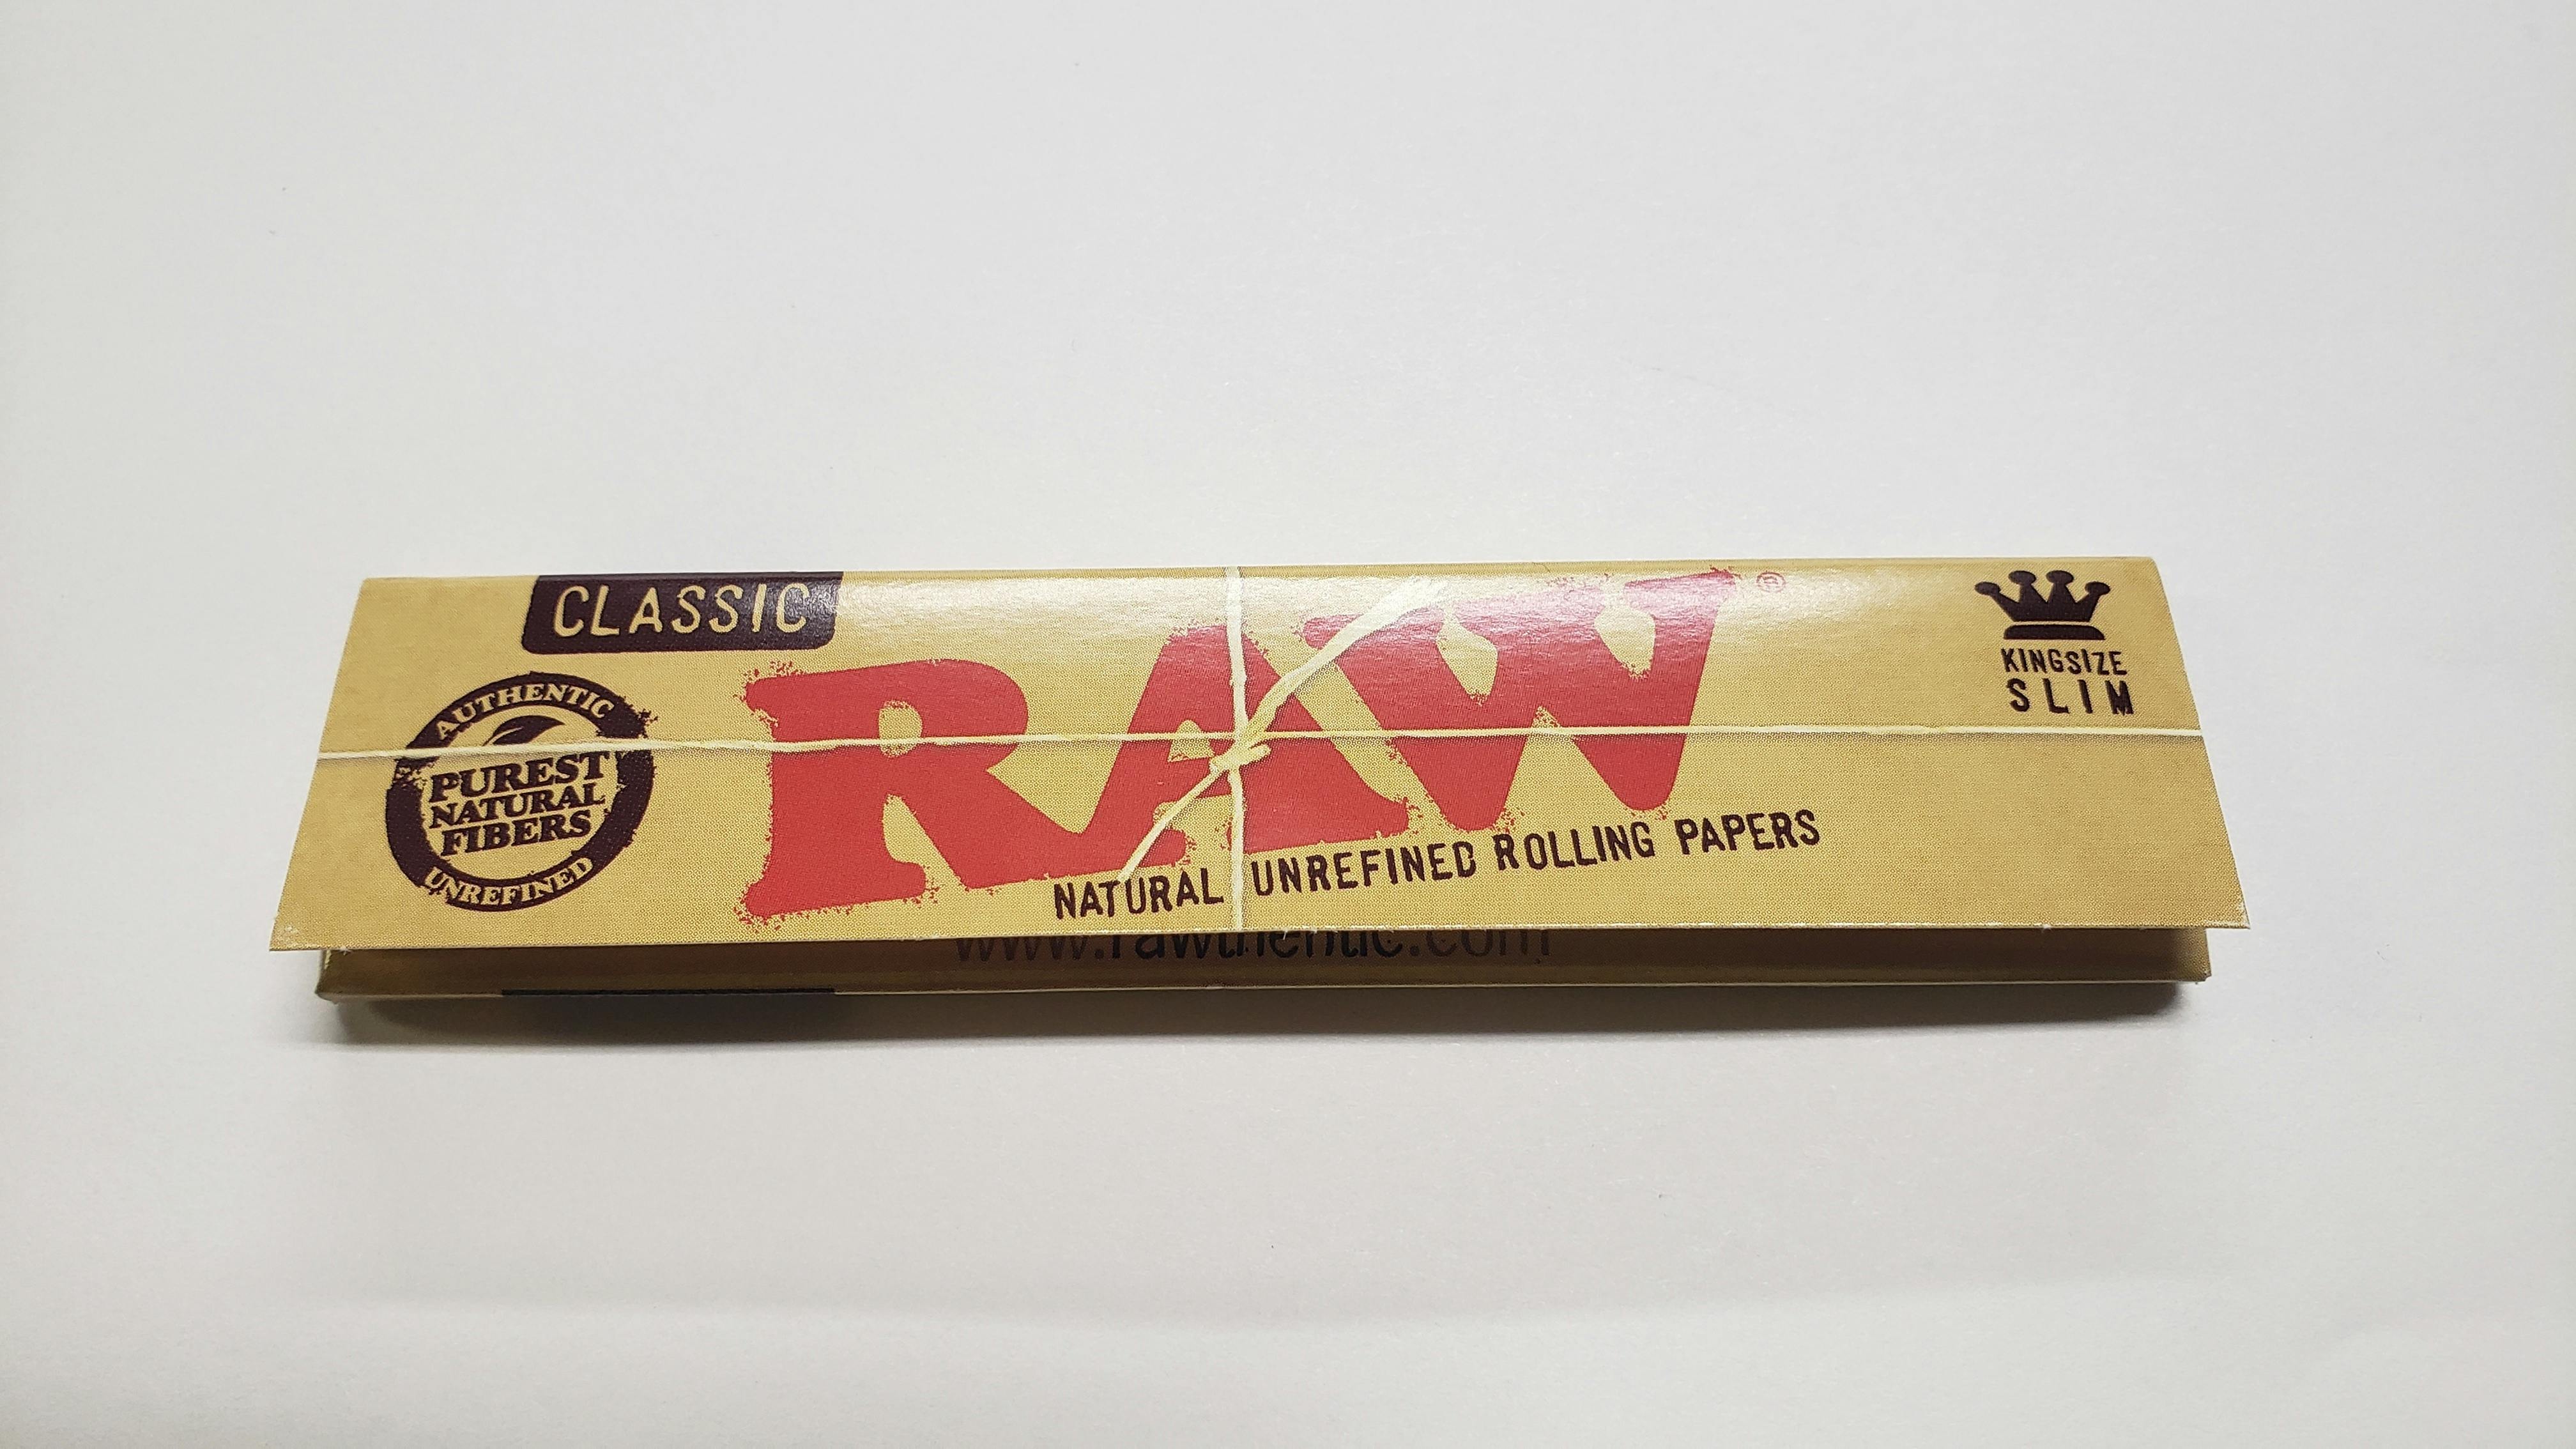 CLASSIC
RAW®
KINGSIZE
SLIM
AUTHENTIC
PUREST
NATURAL
FIBERS
UNREFINED
NATURAL UNREFINED ROLLING PAPERS
www.rawthentic.com